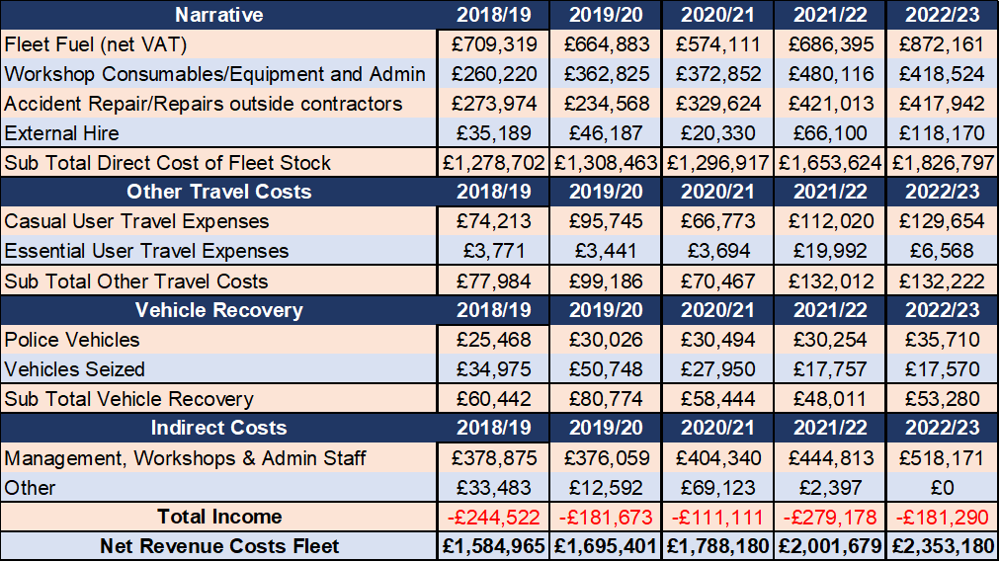 Narrative 2018/19 2019/20 2020/21 2021/22 2022/23
Fleet Fuel (net VAT) £709,319 £664,883 £574,111 £686,395 £872,161
Workshop Consumables/Equipment and Admin £260,220 £362,825 £372,852 £480,116 £418,524
Accident Repair/Repairs outside contractors £273,974 £234,568 £329,624 £421,013 £417,942
External Hire £35,189 £46,187 £20,330 £66,100 £118,170
Sub Total Direct Cost of Fleet Stock £1,278,702 £1,308,463 £1,296,917 £1,653,624 £1,826,797
Other Travel Costs 2018/19 2019/20 2020/21 2021/22 2022/23
Casual User Travel Expenses £74,213 £95,745 £66,773 £112,020 £129,654
Essential User Travel Expenses £3,771 £3,441 £3,694 £19,992 £6,568
Sub Total Other Travel Costs £77,984 £99,186 £70,467 £132,012 £132,222
Vehicle Recovery 2018/19 2019/20 2020/21 2021/22 2022/23
Police Vehicles £25,468 £30,026 £30,494 £30,254 £35,710
Vehicles Seized £34,975 £50,748 £27,950 £17,757 £17,570
Sub Total Vehicle Recovery £60,442 £80,774 £58,444 £48,011 £53,280
Indirect Costs 2018/19 2019/20 2020/21 2021/22 2022/23
Management, Workshops & Admin Staff £378,875 £376,059 £404,340 £444,813 £518,171
Other £33,483 £12,592 £69,123 £2,397 £0
Total Income -£244,522 -£181,673 -£111,111 -£279,178 -£181,290
Net Revenue Costs Fleet £1,584,965 £1,695,401 £1,788,180 £2,001,679 £2,353,180